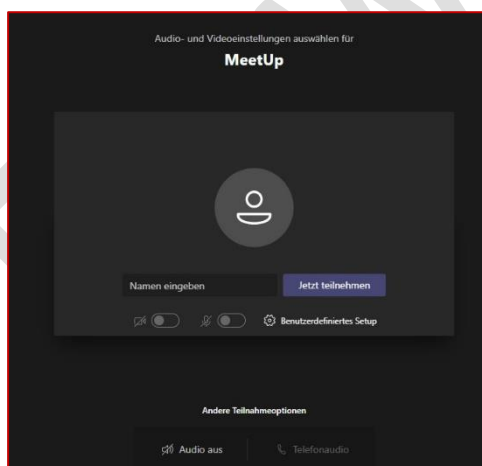 Audio- und Videoeinstellungen auswählen für
MeetUp
Namen eingeben
Jetzt teilnehmen
Benutzerdefiniertes Setup
Andere Teilnahmeoptionen
Audio aus
Telefonaudio